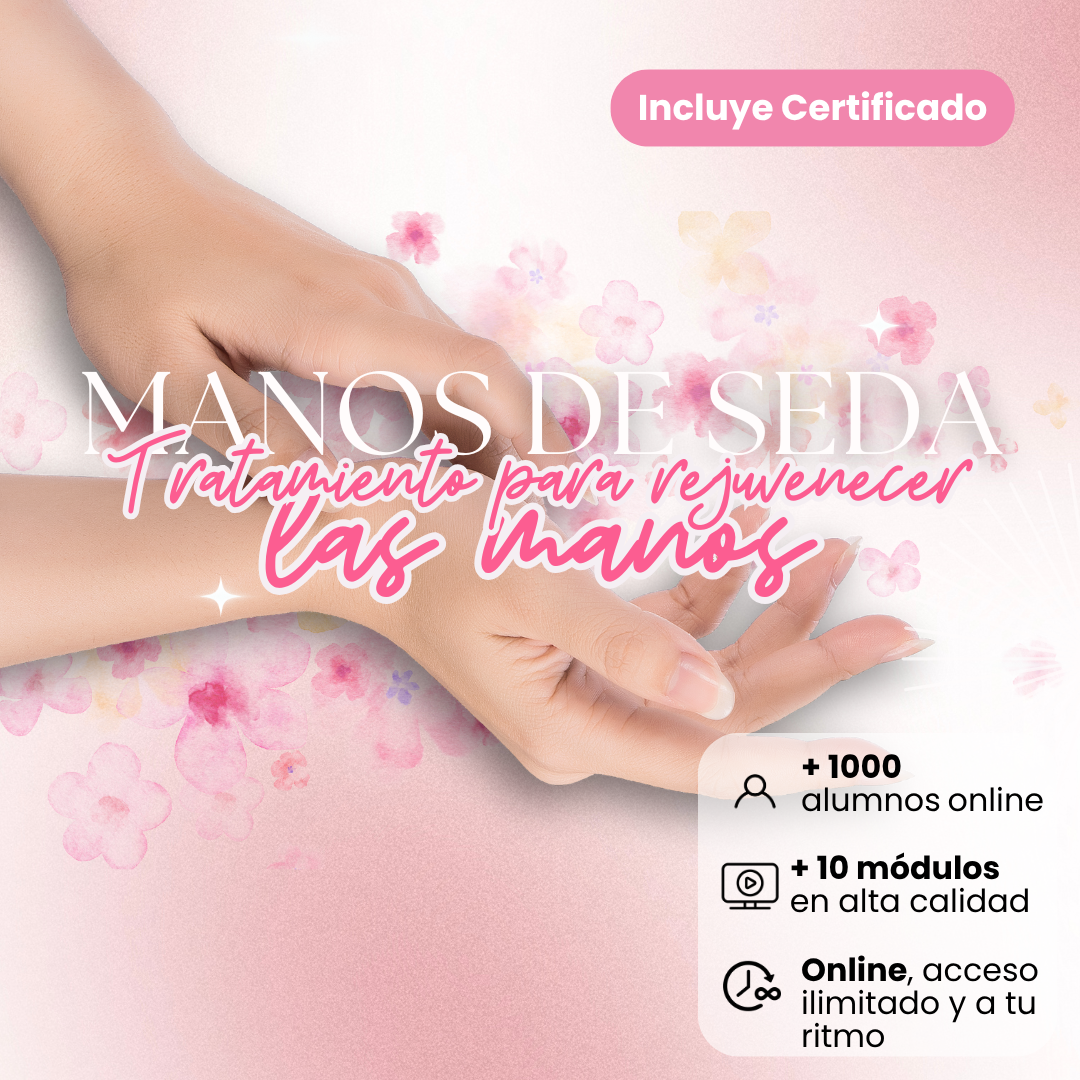 Incluye Certificado
MANOS DE SEDA
Tratamiento para rejuvenecer
las manos
+ 1000
alumnos online
+ 10 módulos
en alta calidad
Online, acceso
ilimitado y a tu
ritmo